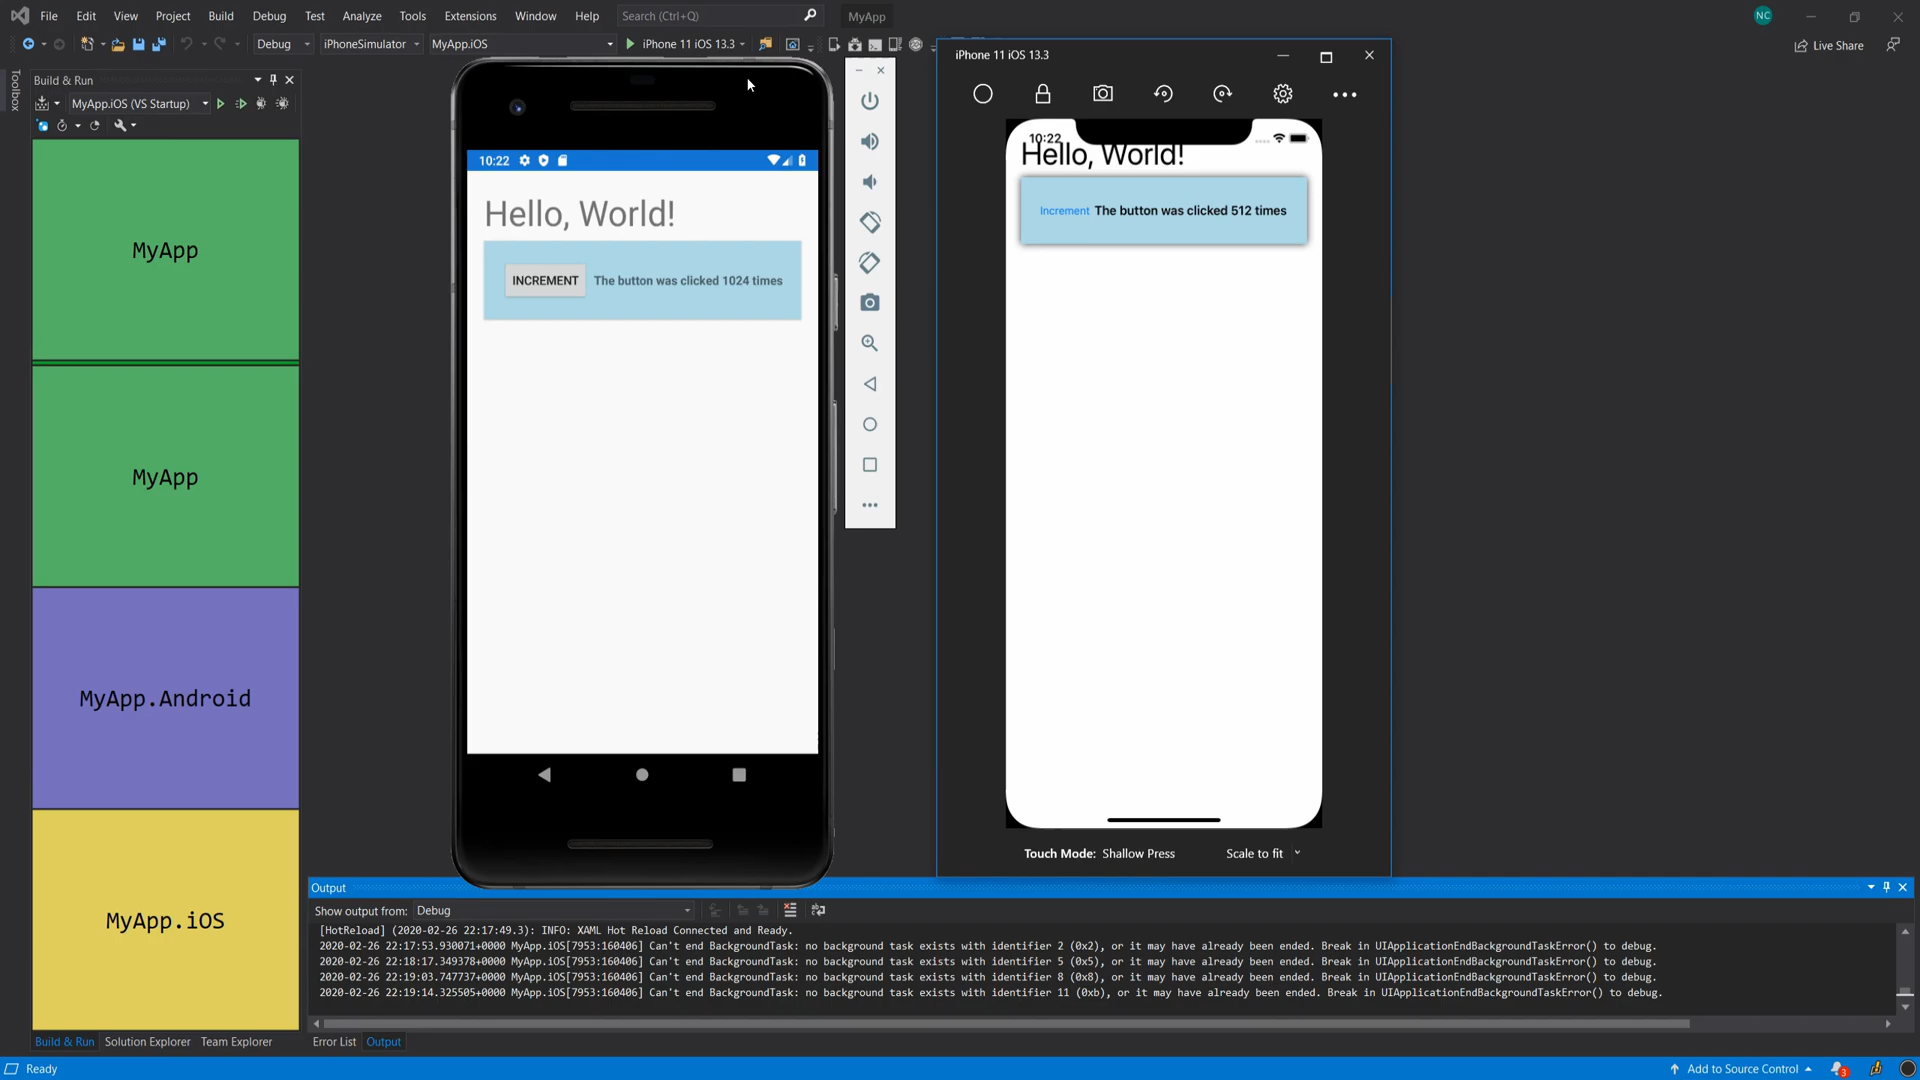 File Edit View Project Build Debug Test Analyze Tools Extensions Window Help Search (Ctrl+Q) MyApp NC
Debug iPhoneSimulator MyApp.iOS iPhone 11 iOS 13.3 Live Share
Toolbox
Build & Run
MyApp.iOS (VS Startup)
MyApp
MyApp
MyApp.Android
MyApp.iOS
10:22
Hello, World!
INCREMENT The button was clicked 1024 times
iPhone 11 iOS 13.3
10:22
Hello, World!
Increment The button was clicked 512 times
Touch Mode: Shallow Press Scale to fit
Output
Show output from: Debug
[HotReload] (2020-02-26 22:17:49.3): INFO: XAML Hot Reload Connected and Ready.
2020-02-26 22:17:53.930071+0000 MyApp.iOS[7953:160406] Can't end BackgroundTask: no background task exists with identifier 2 (0x2), or it may have already been ended. Break in UIApplicationEndBackgroundTaskError() to debug.
2020-02-26 22:18:17.349378+0000 MyApp.iOS[7953:160406] Can't end BackgroundTask: no background task exists with identifier 5 (0x5), or it may have already been ended. Break in UIApplicationEndBackgroundTaskError() to debug.
2020-02-26 22:19:03.747737+0000 MyApp.iOS[7953:160406] Can't end BackgroundTask: no background task exists with identifier 8 (0x8), or it may have already been ended. Break in UIApplicationEndBackgroundTaskError() to debug.
2020-02-26 22:19:14.325505+0000 MyApp.iOS[7953:160406] Can't end BackgroundTask: no background task exists with identifier 11 (0xb), or it may have already been ended. Break in UIApplicationEndBackgroundTaskError() to debug.
Build & Run Solution Explorer Team Explorer Error List Output
Ready Add to Source Control 3